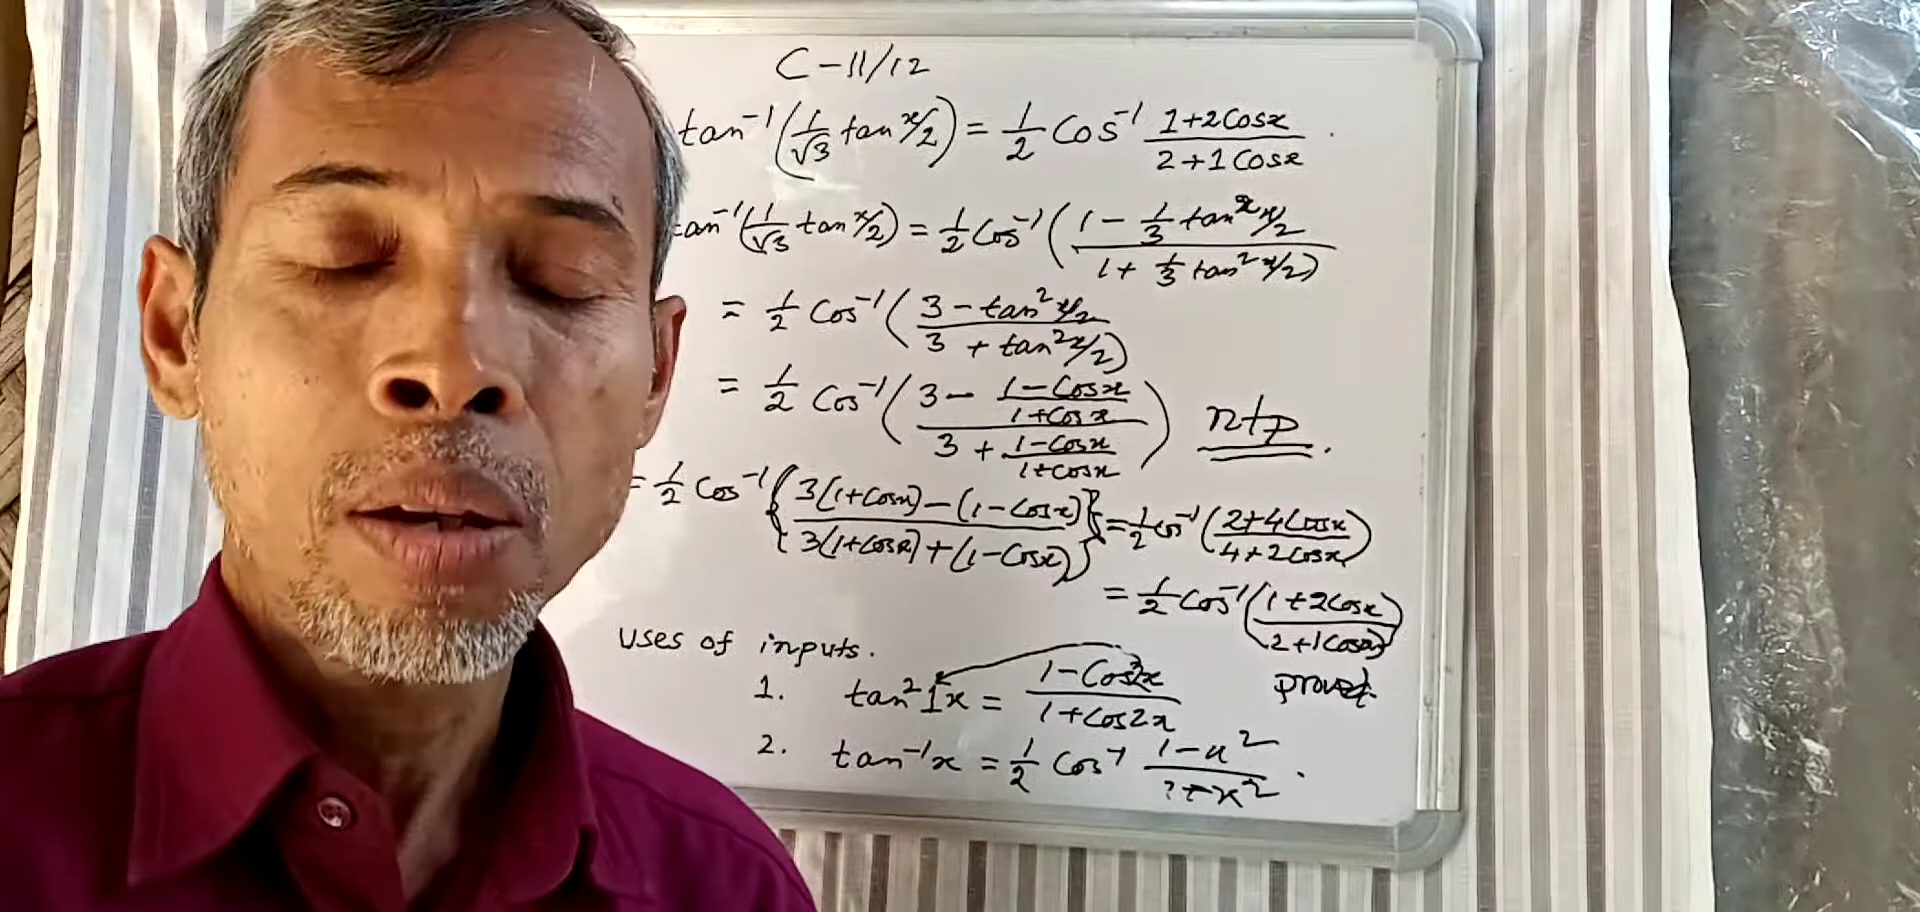 C-11/12
tan⁻¹(1/√3 tan x/2) = 1/2 Cos⁻¹ (1+2Cosx)/(2+1Cosx) .
tan⁻¹(1/√3 tan x/2) = 1/2 Cos⁻¹ ((1 - 1/3 tan² x/2)/(1 + 1/3 tan² x/2))
= 1/2 Cos⁻¹ ((3 - tan² x/2)/(3 + tan² x/2))
= 1/2 Cos⁻¹ ((3 - (1-Cosx)/(1+Cosx))/(3 + (1-Cosx)/(1+Cosx))) ntp .
= 1/2 Cos⁻¹ {(3(1+Cosx) - (1-Cosx))/(3(1+Cosx) + (1-Cosx))} = 1/2 Cos⁻¹ ((2+4Cosx)/(4+2Cosx))
= 1/2 Cos⁻¹ ((1+2Cosx)/(2+1Cosx))
proved.
Uses of inputs.
1. tan² 1x = (1-Cos2x)/(1+Cos2x)
2. tan⁻¹x = 1/2 Cos⁻¹ (1-x²)/(?+x²) .